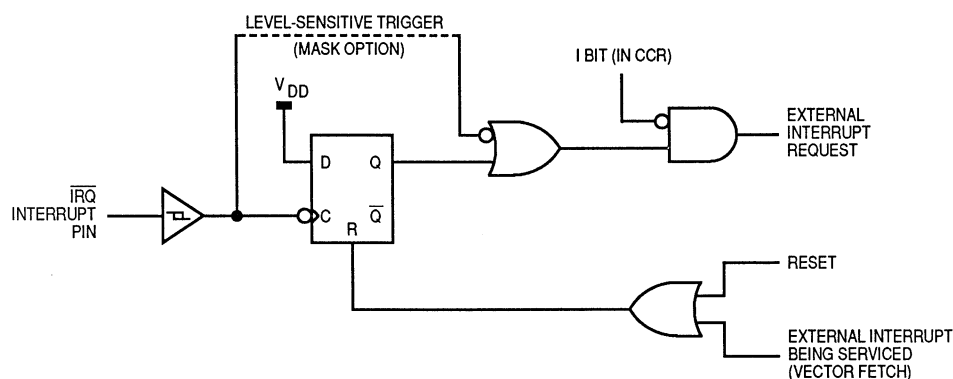 LEVEL-SENSITIVE TRIGGER
(MASK OPTION)
I BIT (IN CCR)
V DD
EXTERNAL
INTERRUPT
REQUEST
D
Q
IRQ
INTERRUPT
PIN
C
Q
R
RESET
EXTERNAL INTERRUPT
BEING SERVICED
(VECTOR FETCH)